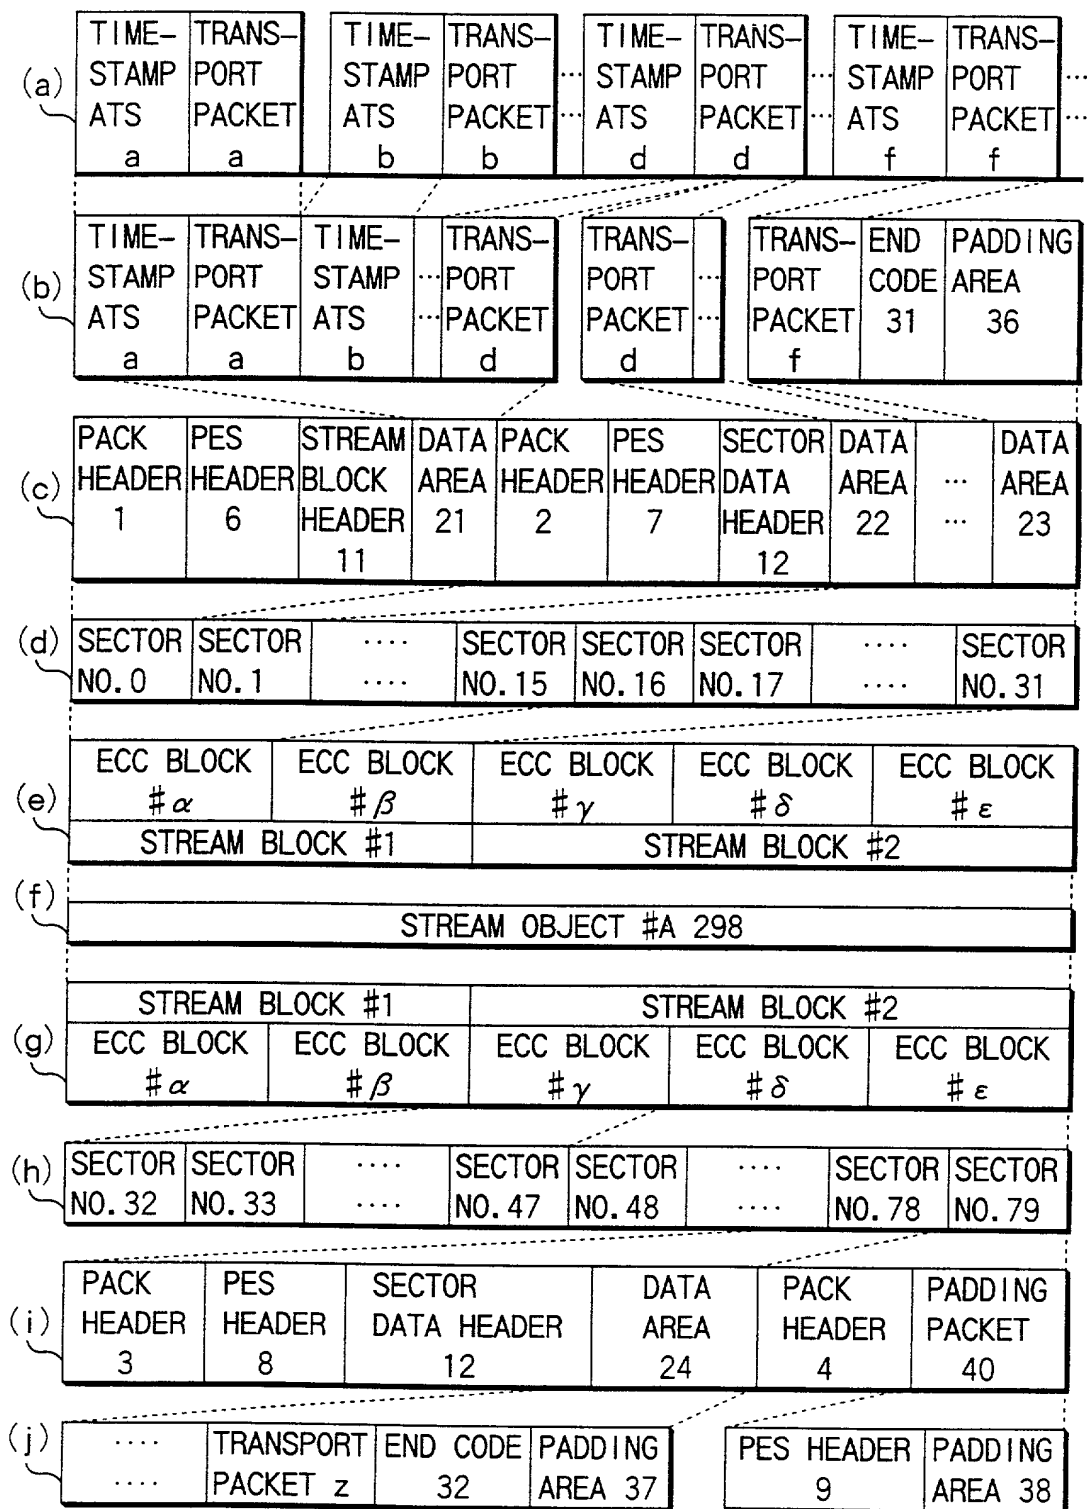 (a)
TIME-STAMP ATS a
TRANS-PORT PACKET a
TIME-STAMP ATS b
TRANS-PORT PACKET b
... ...
TIME-STAMP ATS d
TRANS-PORT PACKET d
... ...
TIME-STAMP ATS f
TRANS-PORT PACKET f
... ...
(b)
TIME-STAMP ATS a
TRANS-PORT PACKET a
TIME-STAMP ATS b
... ...
TRANS-PORT PACKET d
TRANS-PORT PACKET d
... ...
TRANS-PORT PACKET f
END CODE 31
PADDING AREA 36
(c)
PACK HEADER 1
PES HEADER 6
STREAM BLOCK HEADER 11
DATA AREA 21
PACK HEADER 2
PES HEADER 7
SECTOR DATA HEADER 12
DATA AREA 22
... ...
DATA AREA 23
(d)
SECTOR NO.0
SECTOR NO.1
.... ....
SECTOR NO.15
SECTOR NO.16
SECTOR NO.17
.... ....
SECTOR NO.31
(e)
ECC BLOCK #α
ECC BLOCK #β
ECC BLOCK #γ
ECC BLOCK #δ
ECC BLOCK #ε
STREAM BLOCK #1
STREAM BLOCK #2
(f)
STREAM OBJECT #A 298
(g)
STREAM BLOCK #1
STREAM BLOCK #2
ECC BLOCK #α
ECC BLOCK #β
ECC BLOCK #γ
ECC BLOCK #δ
ECC BLOCK #ε
(h)
SECTOR NO.32
SECTOR NO.33
.... ....
SECTOR NO.47
SECTOR NO.48
.... ....
SECTOR NO.78
SECTOR NO.79
(i)
PACK HEADER 3
PES HEADER 8
SECTOR DATA HEADER 12
DATA AREA 24
PACK HEADER 4
PADDING PACKET 40
(j)
.... ....
TRANSPORT PACKET z
END CODE 32
PADDING AREA 37
PES HEADER 9
PADDING AREA 38